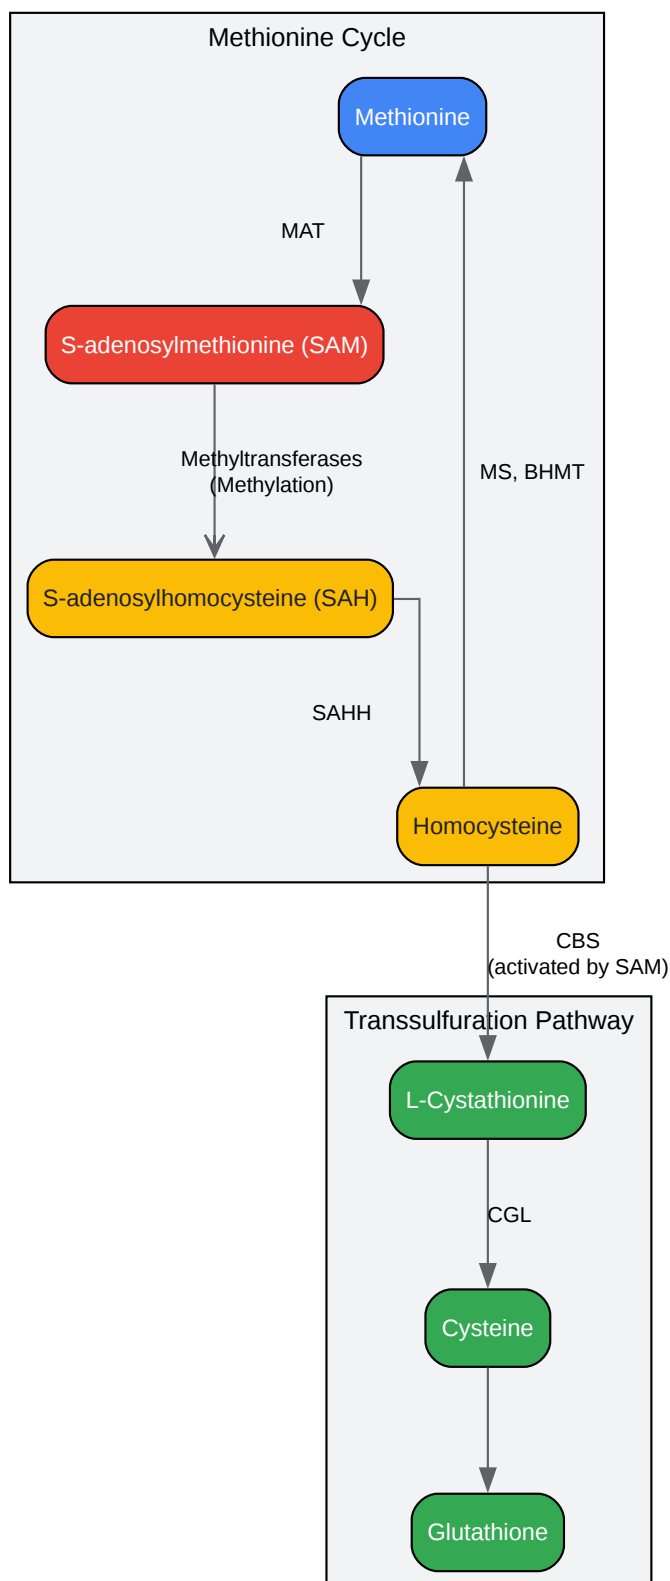 Methionine Cycle
Methionine
MAT
S-adenosylmethionine (SAM)
Methyltransferases
(Methylation)
MS, BHMT
S-adenosylhomocysteine (SAH)
SAHH
Homocysteine
CBS
(activated by SAM)
Transsulfuration Pathway
L-Cystathionine
CGL
Cysteine
Glutathione